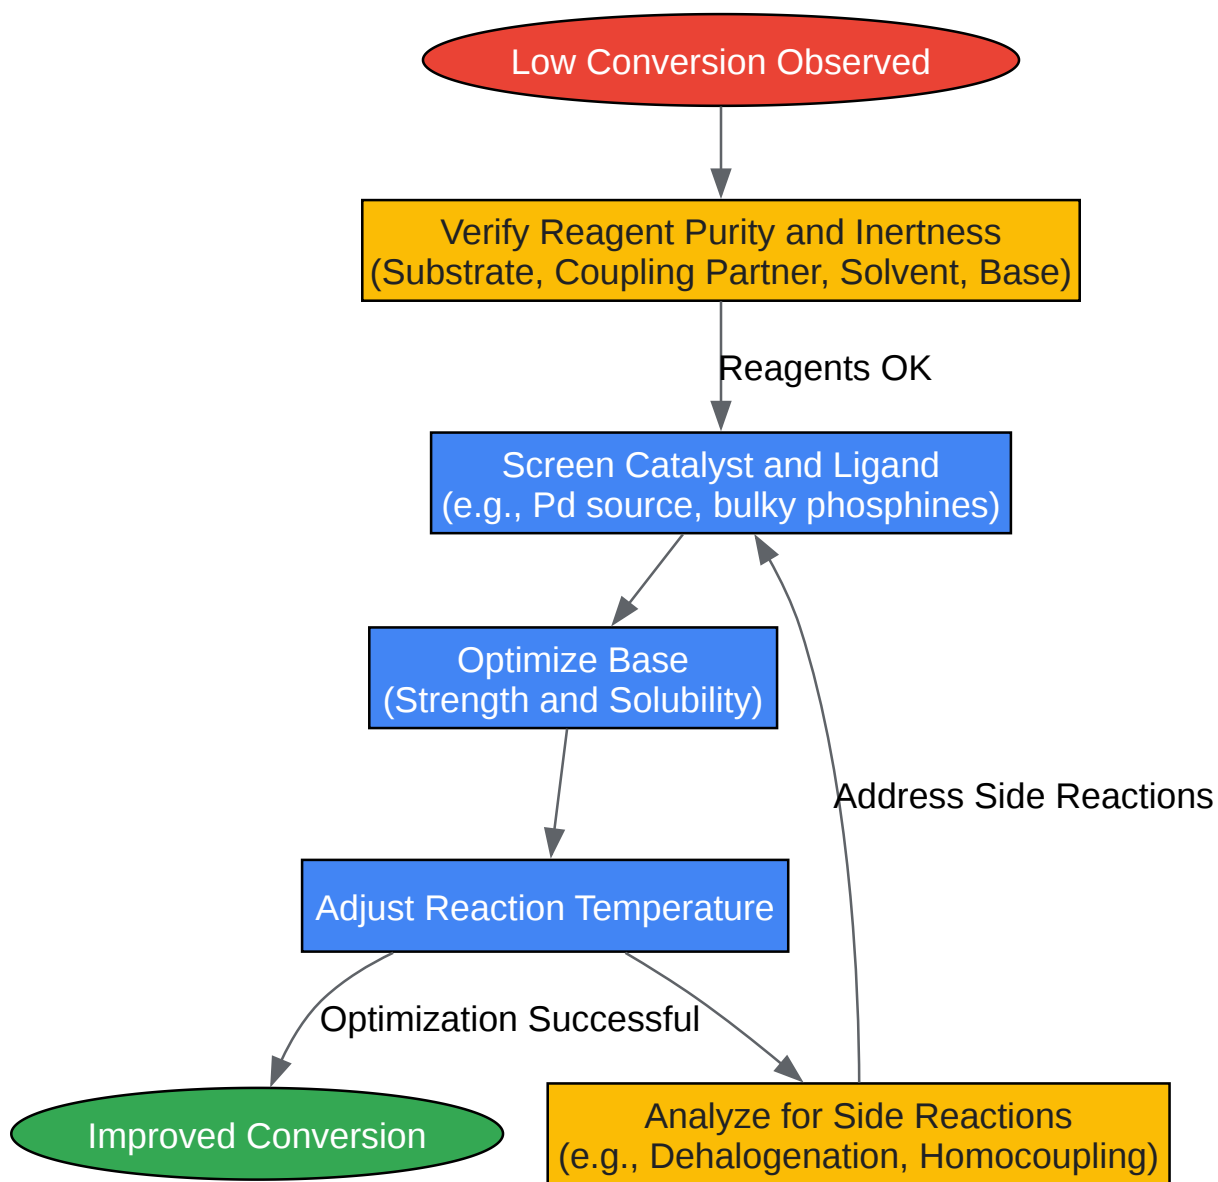 Low Conversion Observed
Verify Reagent Purity and Inertness
(Substrate, Coupling Partner, Solvent, Base)
Reagents OK
Screen Catalyst and Ligand
(e.g., Pd source, bulky phosphines)
Optimize Base
(Strength and Solubility)
Address Side Reactions
Adjust Reaction Temperature
Optimization Successful
Improved Conversion
Analyze for Side Reactions
(e.g., Dehalogenation, Homocoupling)